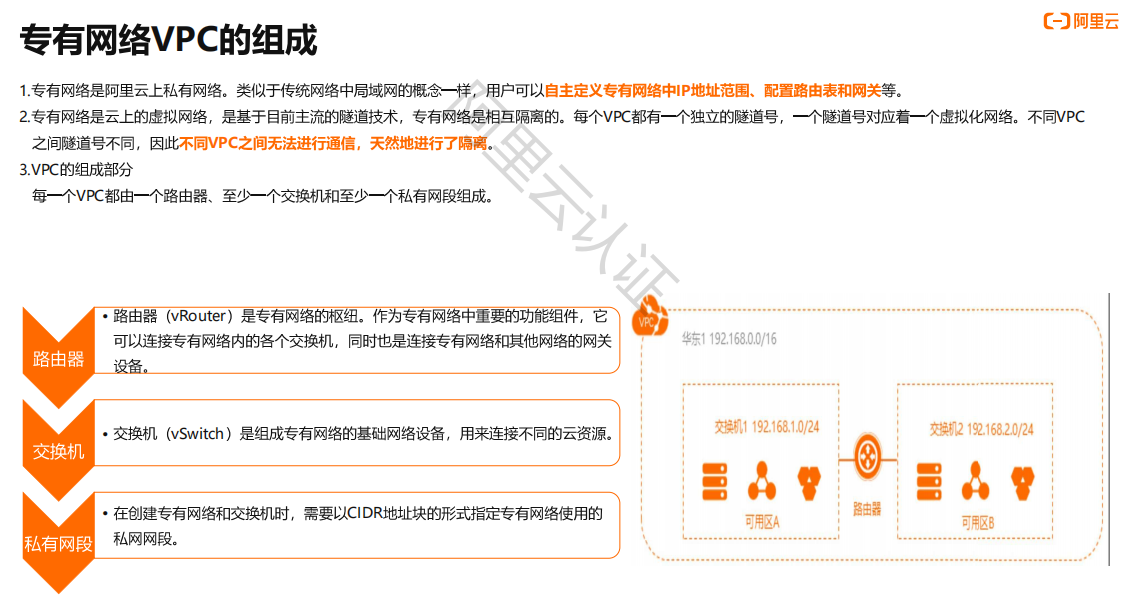 专有网络VPC的组成
阿里云
1.专有网络是阿里云上私有网络。类似于传统网络中局域网的概念一样，用户可以自主定义专有网络中IP地址范围、配置路由表和网关等。
2.专有网络是云上的虚拟网络，是基于目前主流的隧道技术，专有网络是相互隔离的。每个VPC都有一个独立的隧道号，一个隧道号对应着一个虚拟化网络。不同VPC
之间隧道号不同，因此不同VPC之间无法进行通信，天然地进行了隔离。
3.VPC的组成部分
每一个VPC都由一个路由器、至少一个交换机和至少一个私有网段组成。
阿里云认证
路由器
• 路由器（vRouter）是专有网络的枢纽。作为专有网络中重要的功能组件，它
可以连接专有网络内的各个交换机，同时也是连接专有网络和其他网络的网关
设备。
交换机
• 交换机（vSwitch）是组成专有网络的基础网络设备，用来连接不同的云资源。
私有网段
• 在创建专有网络和交换机时，需要以CIDR地址块的形式指定专有网络使用的
私网网段。
VPC
华东1 192.168.0.0/16
交换机1 192.168.1.0/24
可用区A
路由器
交换机2 192.168.2.0/24
可用区B